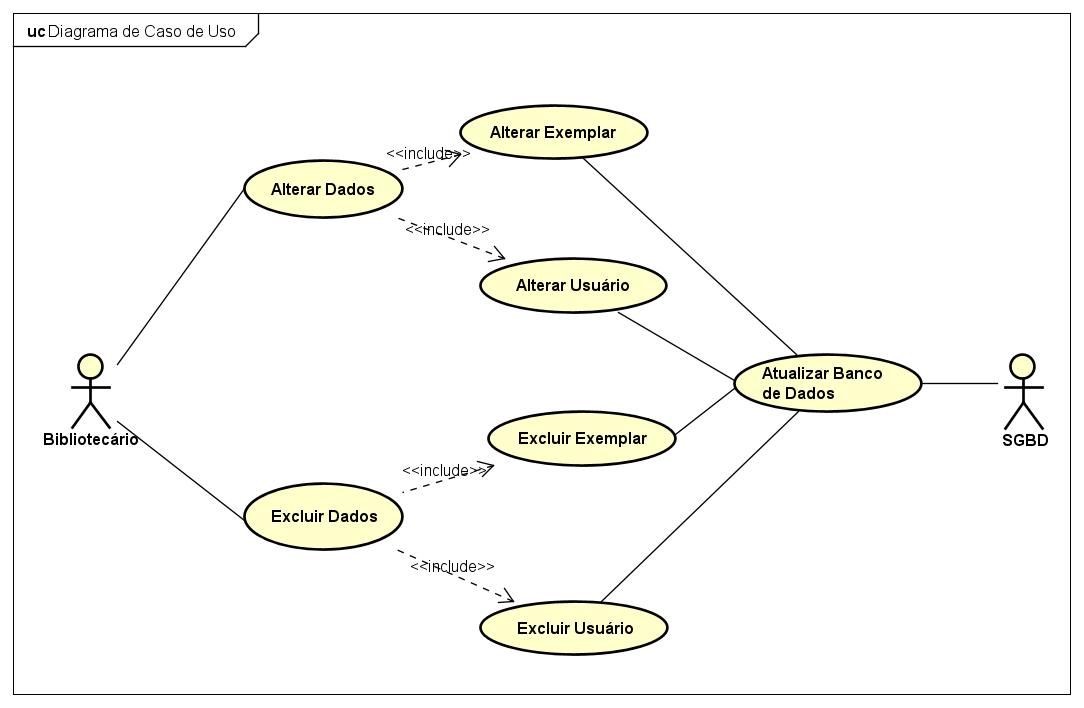 uc Diagrama de Caso de Uso
Alterar Exemplar
<<include>>
Alterar Dados
<<include>>
Alterar Usuário
Atualizar Banco
de Dados
Bibliotecário
SGBD
Excluir Exemplar
<<include>>
Excluir Dados
<<include>>
Excluir Usuário